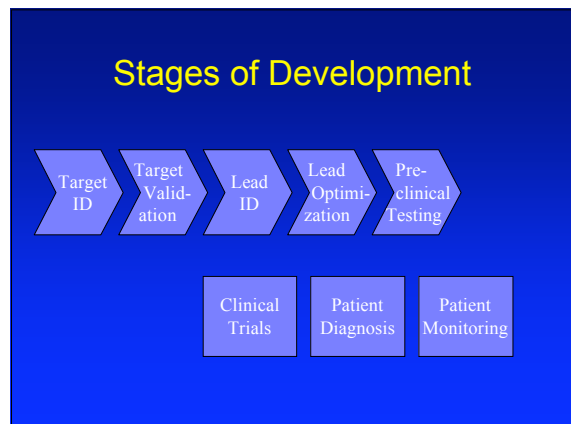 Stages of Development
Target
ID
Target
Valid-
ation
Lead
ID
Lead
Optimi-
zation
Pre-
clinical
Testing
Clinical
Trials
Patient
Diagnosis
Patient
Monitoring